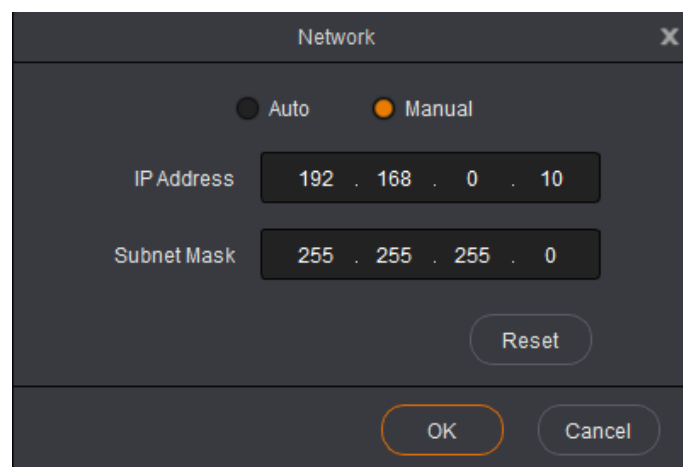 Network X
Auto Manual
IP Address 192 . 168 . 0 . 10
Subnet Mask 255 . 255 . 255 . 0
Reset
OK Cancel